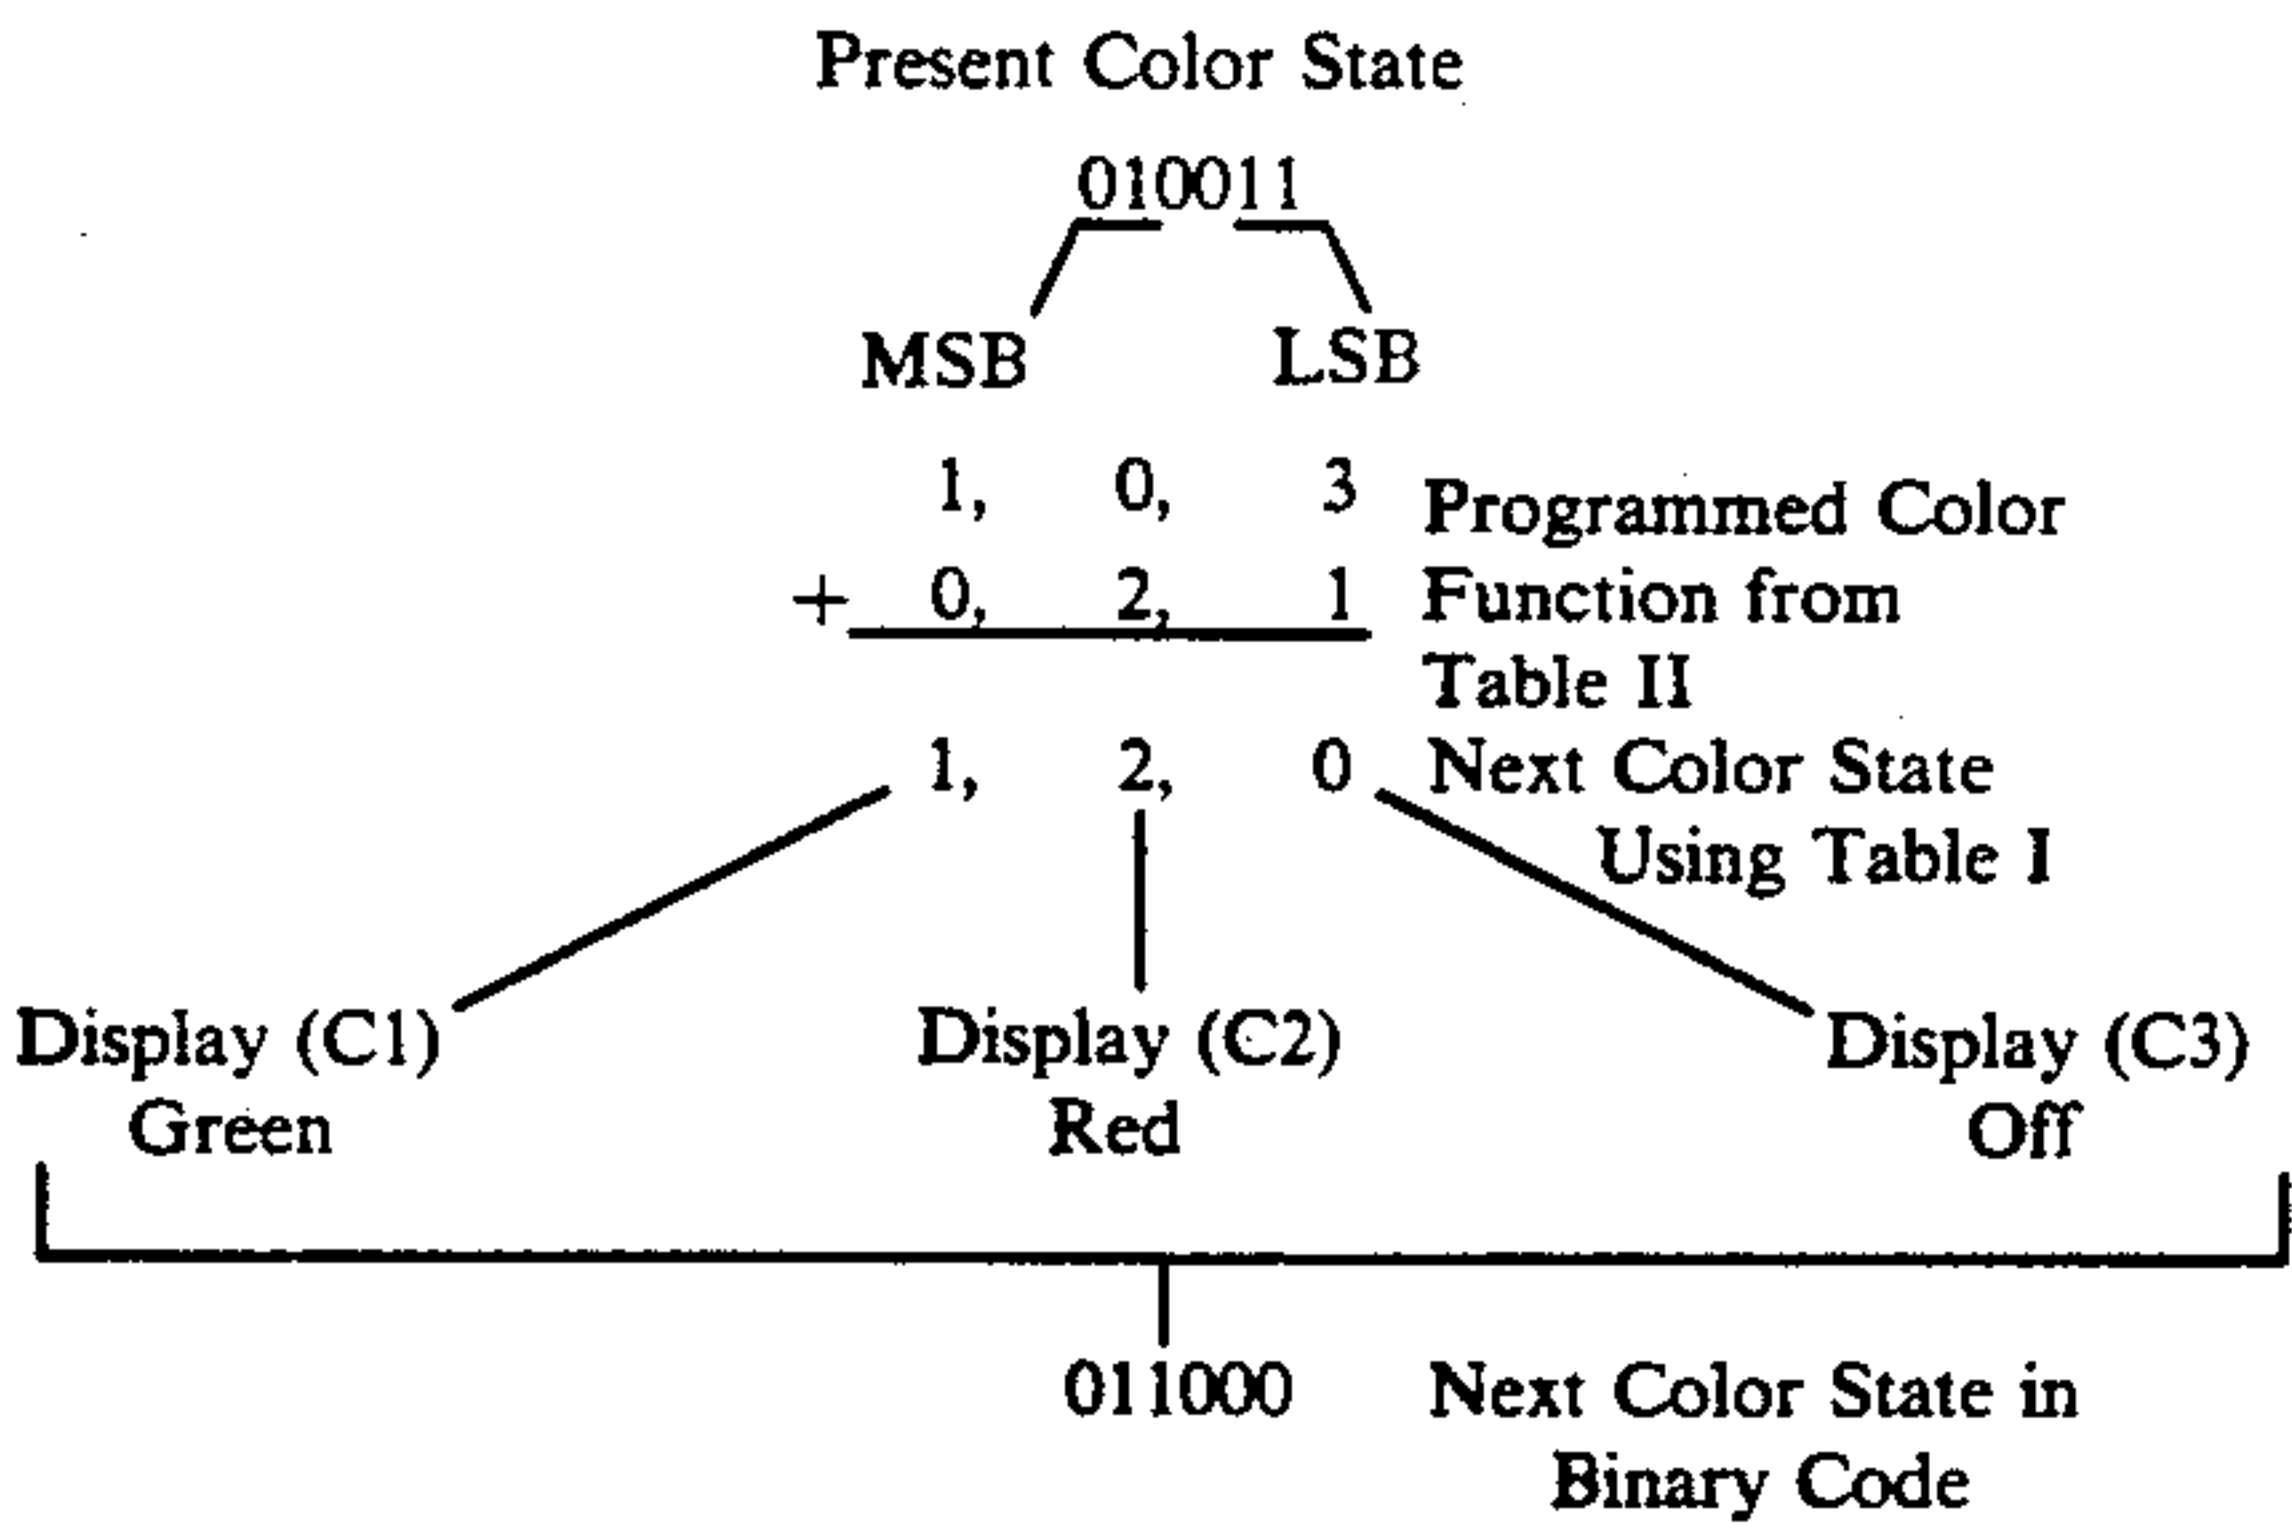 Present Color State
010011
MSB LSB
1, 0, 3 Programmed Color
+ 0, 2, 1 Function from
Table II
1, 2, 0 Next Color State
Using Table I
Display (C1) Display (C2) Display (C3)
Green Red Off
011000 Next Color State in
Binary Code